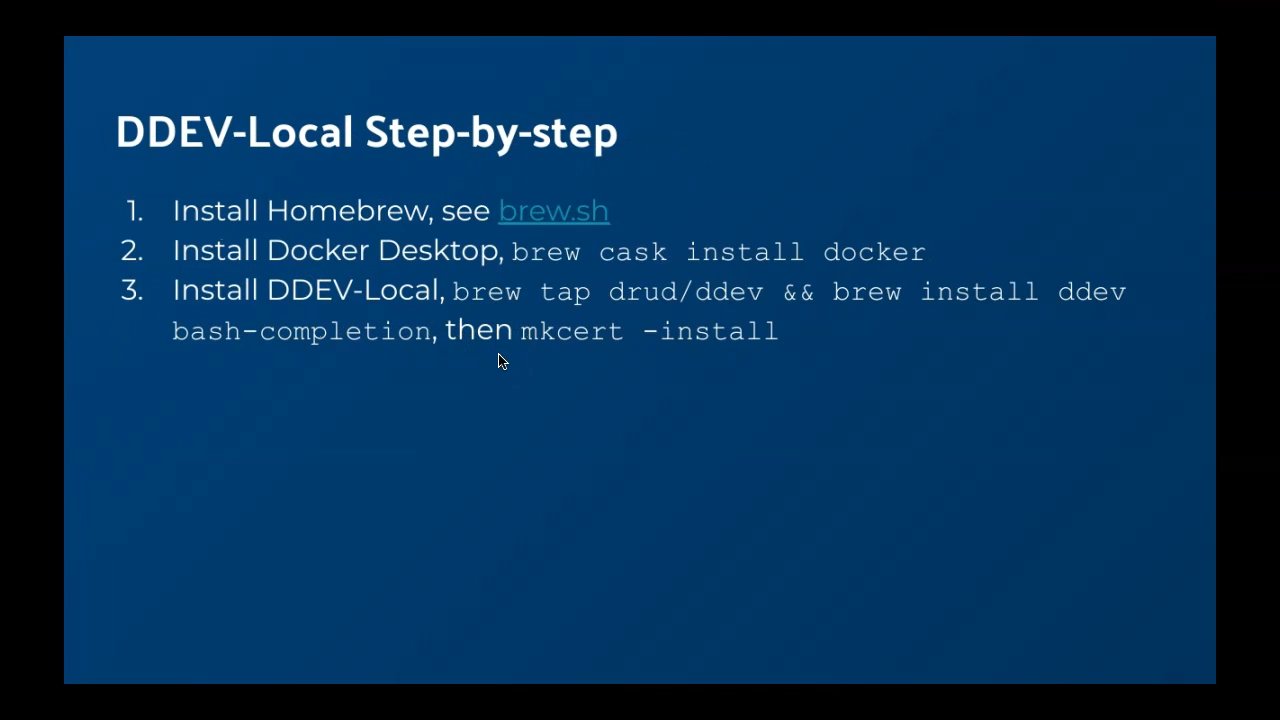 DDEV-Local Step-by-step
1. Install Homebrew, see brew.sh
2. Install Docker Desktop, brew cask install docker
3. Install DDEV-Local, brew tap drud/ddev && brew install ddev
bash-completion, then mkcert -install